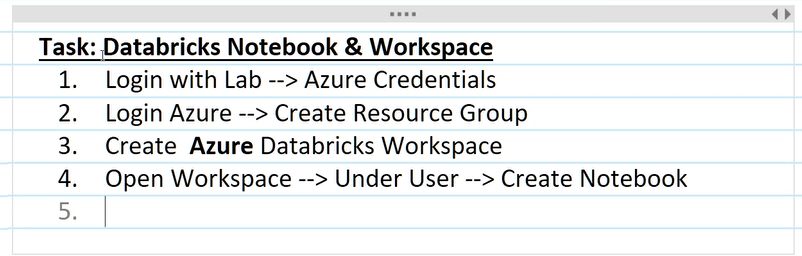 Task: Databricks Notebook & Workspace
1. Login with Lab --> Azure Credentials
2. Login Azure --> Create Resource Group
3. Create  Azure Databricks Workspace
4. Open Workspace --> Under User --> Create Notebook
5.